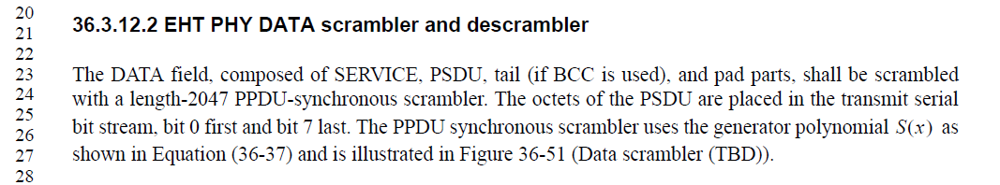 20
21
22
23
24
25
26
27
28
36.3.12.2 EHT PHY DATA scrambler and descrambler
The DATA field, composed of SERVICE, PSDU, tail (if BCC is used), and pad parts, shall be scrambled
with a length-2047 PPDU-synchronous scrambler. The octets of the PSDU are placed in the transmit serial
bit stream, bit 0 first and bit 7 last. The PPDU synchronous scrambler uses the generator polynomial S(x) as
shown in Equation (36-37) and is illustrated in Figure 36-51 (Data scrambler (TBD)).